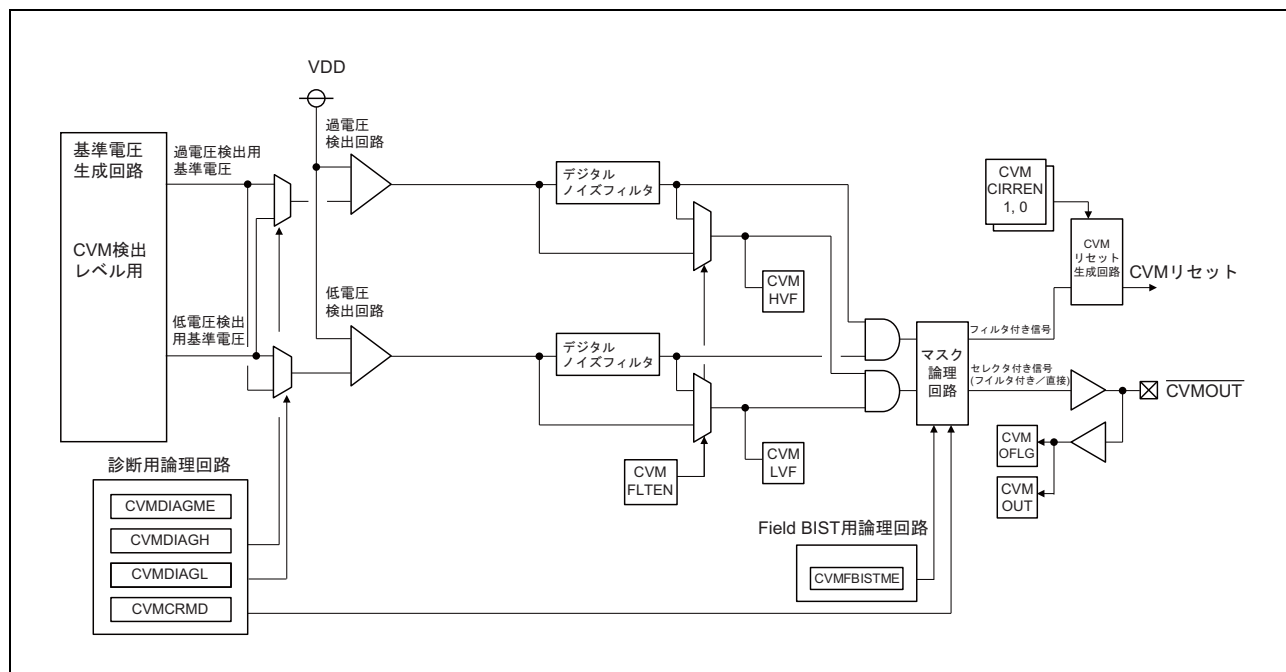 VDD
基準電圧
生成回路
CVM検出
レベル用
過電圧検出用
基準電圧
低電圧検出
用基準電圧
過電圧
検出回路
低電圧
検出回路
デジタル
ノイズフィルタ
デジタル
ノイズフィルタ
CVM
HVF
CVM
LVF
CVM
FLTEN
CVM
CIRREN
1, 0
CVM
リセット
生成回路
CVMリセット
マスク
論理
回路
フィルタ付き信号
セレクタ付き信号
(フイルタ付き／直接)
CVMOUT
CVM
OFLG
CVM
OUT
診断用論理回路
CVMDIAGME
CVMDIAGH
CVMDIAGL
CVMCRMD
Field BIST用論理回路
CVMFBISTME